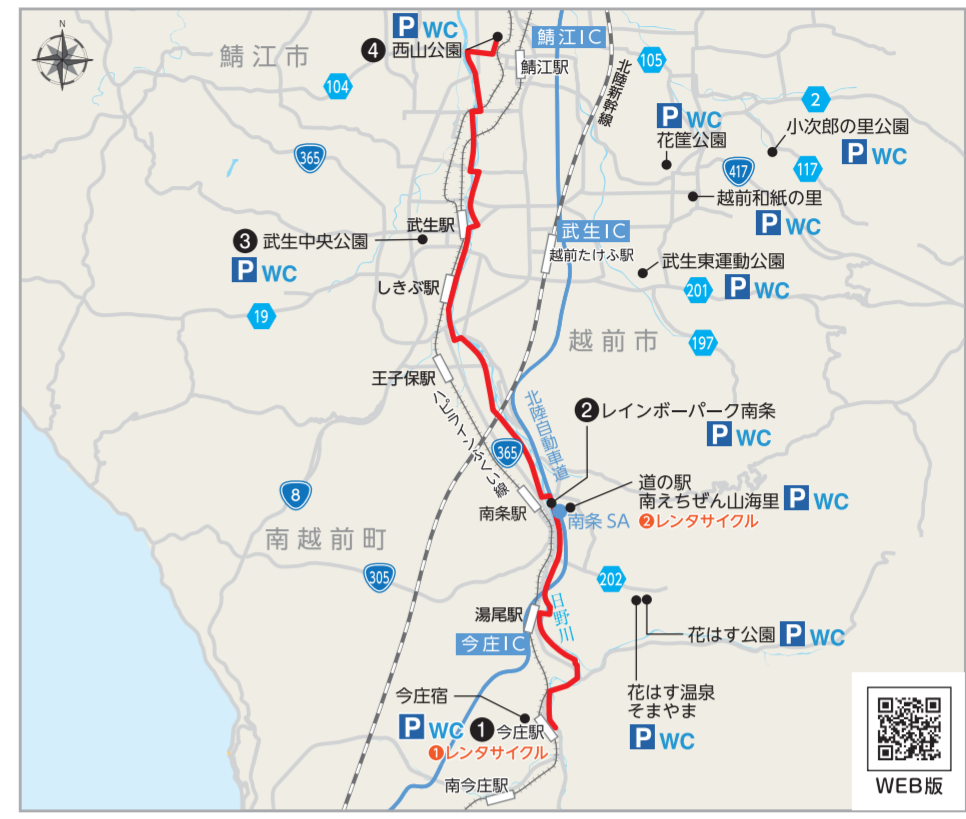 N
P WC
❹ 西山公園
鯖江市
鯖江IC
鯖江駅
104
105
北陸新幹線
2
P WC
花筐公園
小次郎の里公園
P WC
365
417
117
越前和紙の里
P WC
武生駅
❸ 武生中央公園
P WC
武生IC
越前たけふ駅
武生東運動公園
201
P WC
しきぶ駅
19
越前市
197
王子保駅
ハピラインふくい線
北陸自動車道
❷ レインボーパーク南条
P WC
365
8
南条駅
道の駅
南えちぜん山海里 P WC
南条SA
❷レンタサイクル
南越前町
305
202
湯尾駅
日野川
今庄IC
花はす公園 P WC
今庄宿
P WC
❶ 今庄駅
❶レンタサイクル
花はす温泉
そまやま
P WC
南今庄駅
WEB版